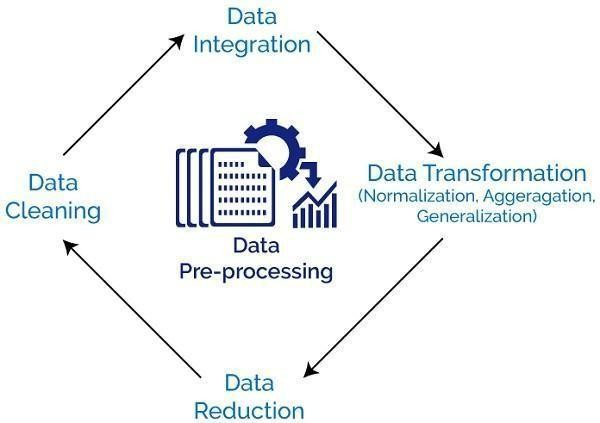 Data
Integration
Data Transformation
(Normalization, Aggeragation,
Generalization)
Data
Cleaning
Data
Pre-processing
Data
Reduction